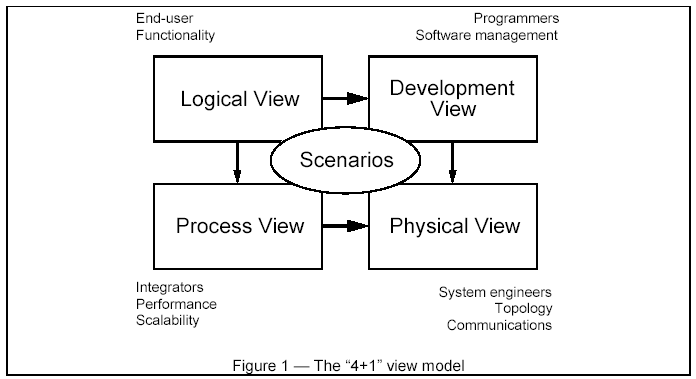 End-user
Functionality
Programmers
Software management
Logical View
Development
View
Scenarios
Process View
Physical View
Integrators
Performance
Scalability
System engineers
Topology
Communications
Figure 1 — The “4+1” view model